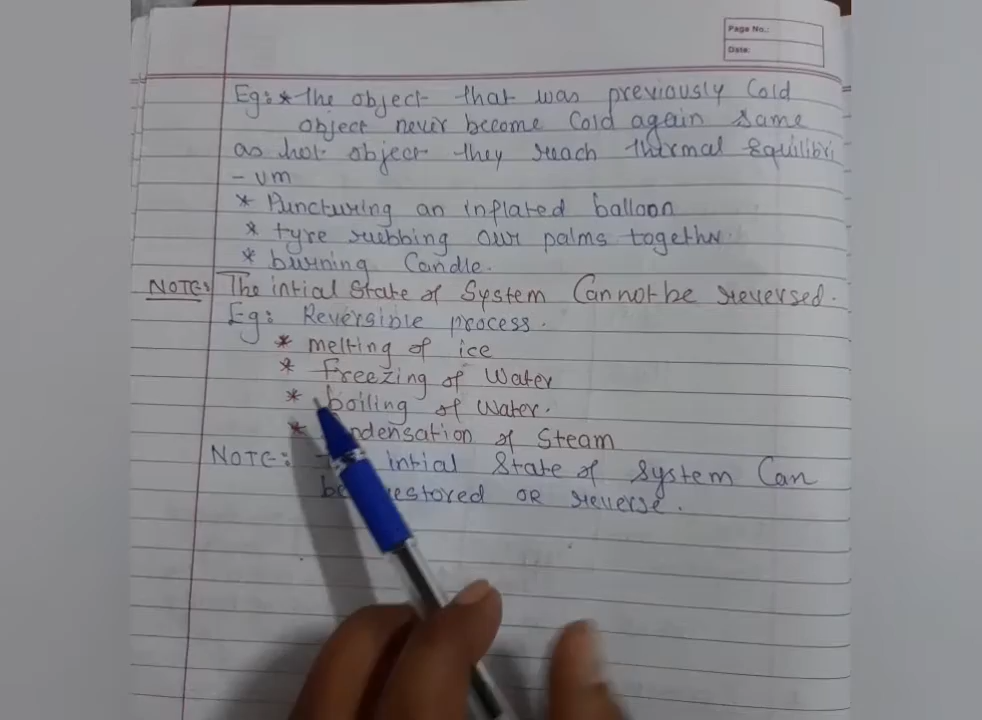 Page No.:
Date:
Eg:* the object that was previously Cold
object never become Cold again same
as hot object they reach thermal Equilibri
- um
* Puncturing an inflated balloon
* tyre rubbing our palms together.
* burning Candle.
NOTE: The intial State of System Cannot be reversed.
Eg: Reversible process.
* melting of ice
* Freezing of Water
* boiling of Water.
* ndensation of Steam
NOTE: intial State of System Can
be restored OR reverse.